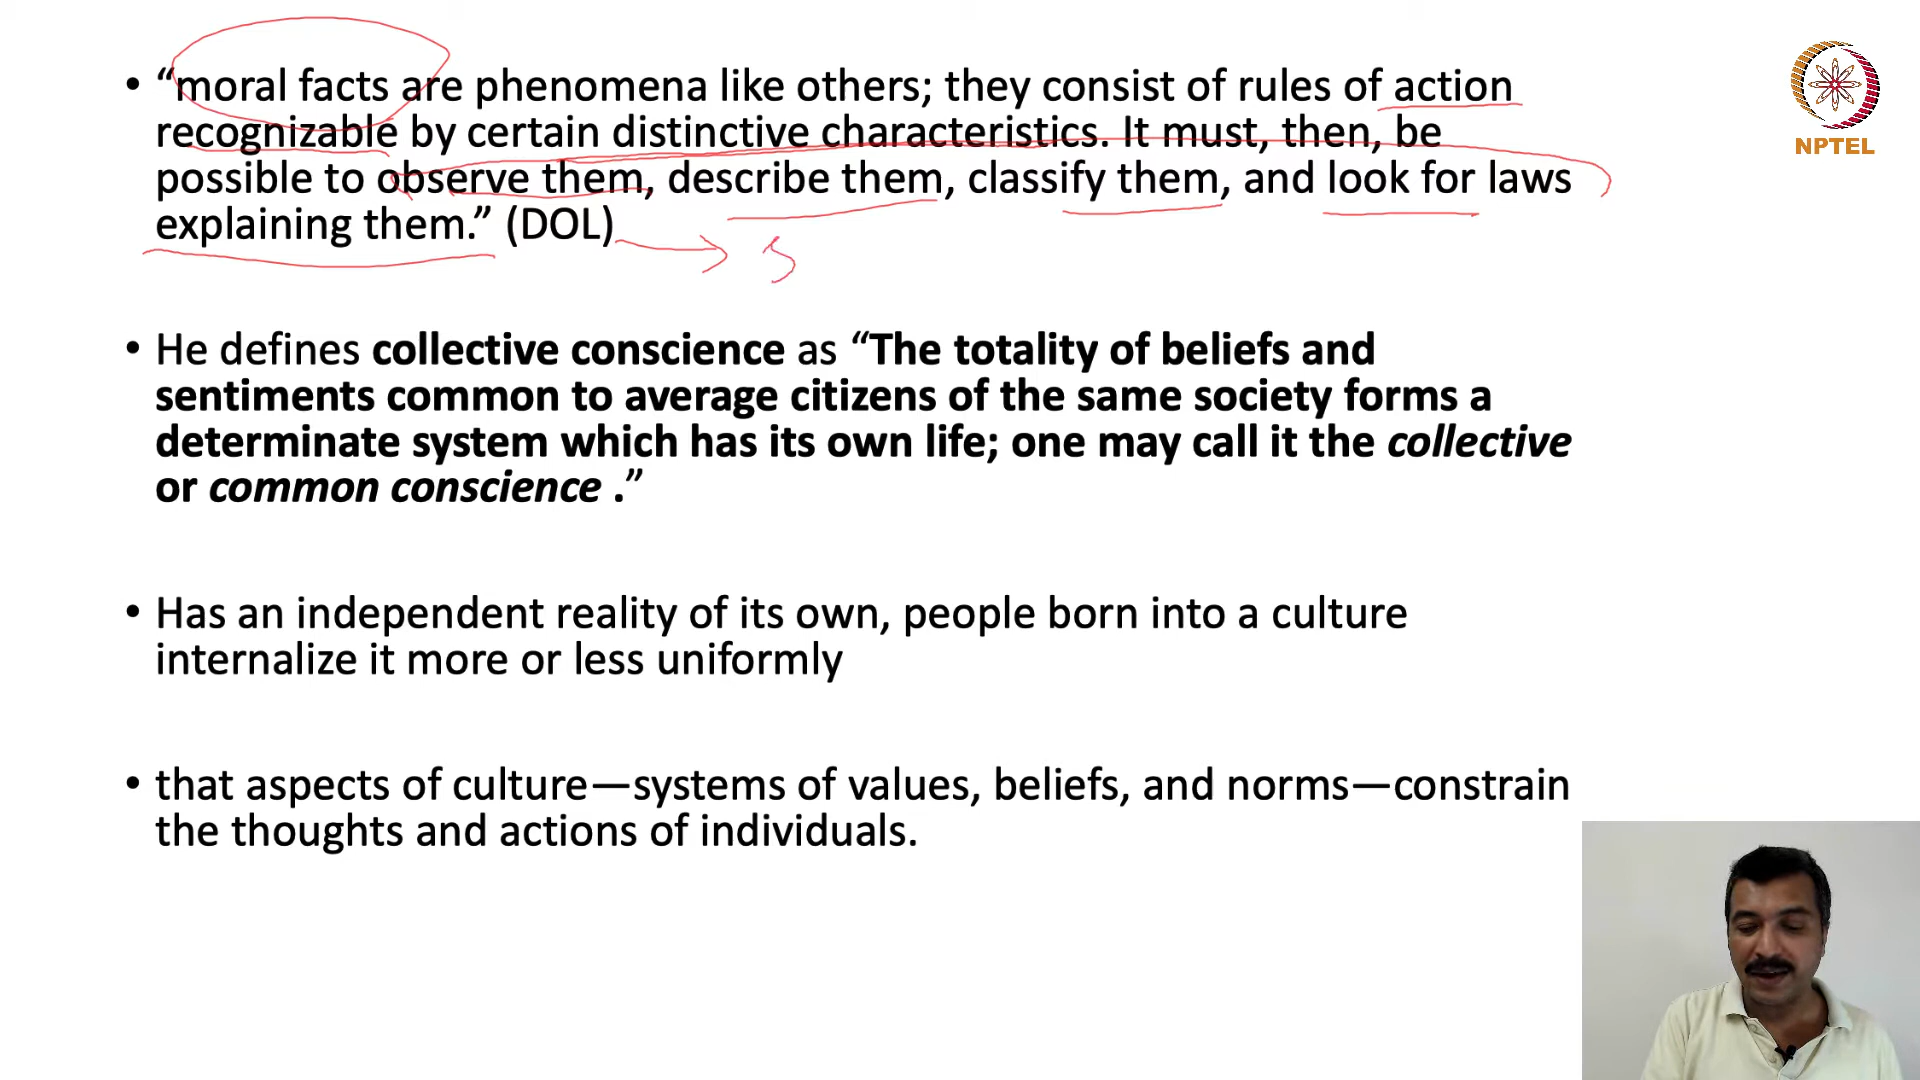 • “moral facts are phenomena like others; they consist of rules of action
recognizable by certain distinctive characteristics. It must, then, be
possible to observe them, describe them, classify them, and look for laws
explaining them.” (DOL)
• He defines collective conscience as “The totality of beliefs and
sentiments common to average citizens of the same society forms a
determinate system which has its own life; one may call it the collective
or common conscience .”
• Has an independent reality of its own, people born into a culture
internalize it more or less uniformly
• that aspects of culture—systems of values, beliefs, and norms—constrain
the thoughts and actions of individuals.
NPTEL